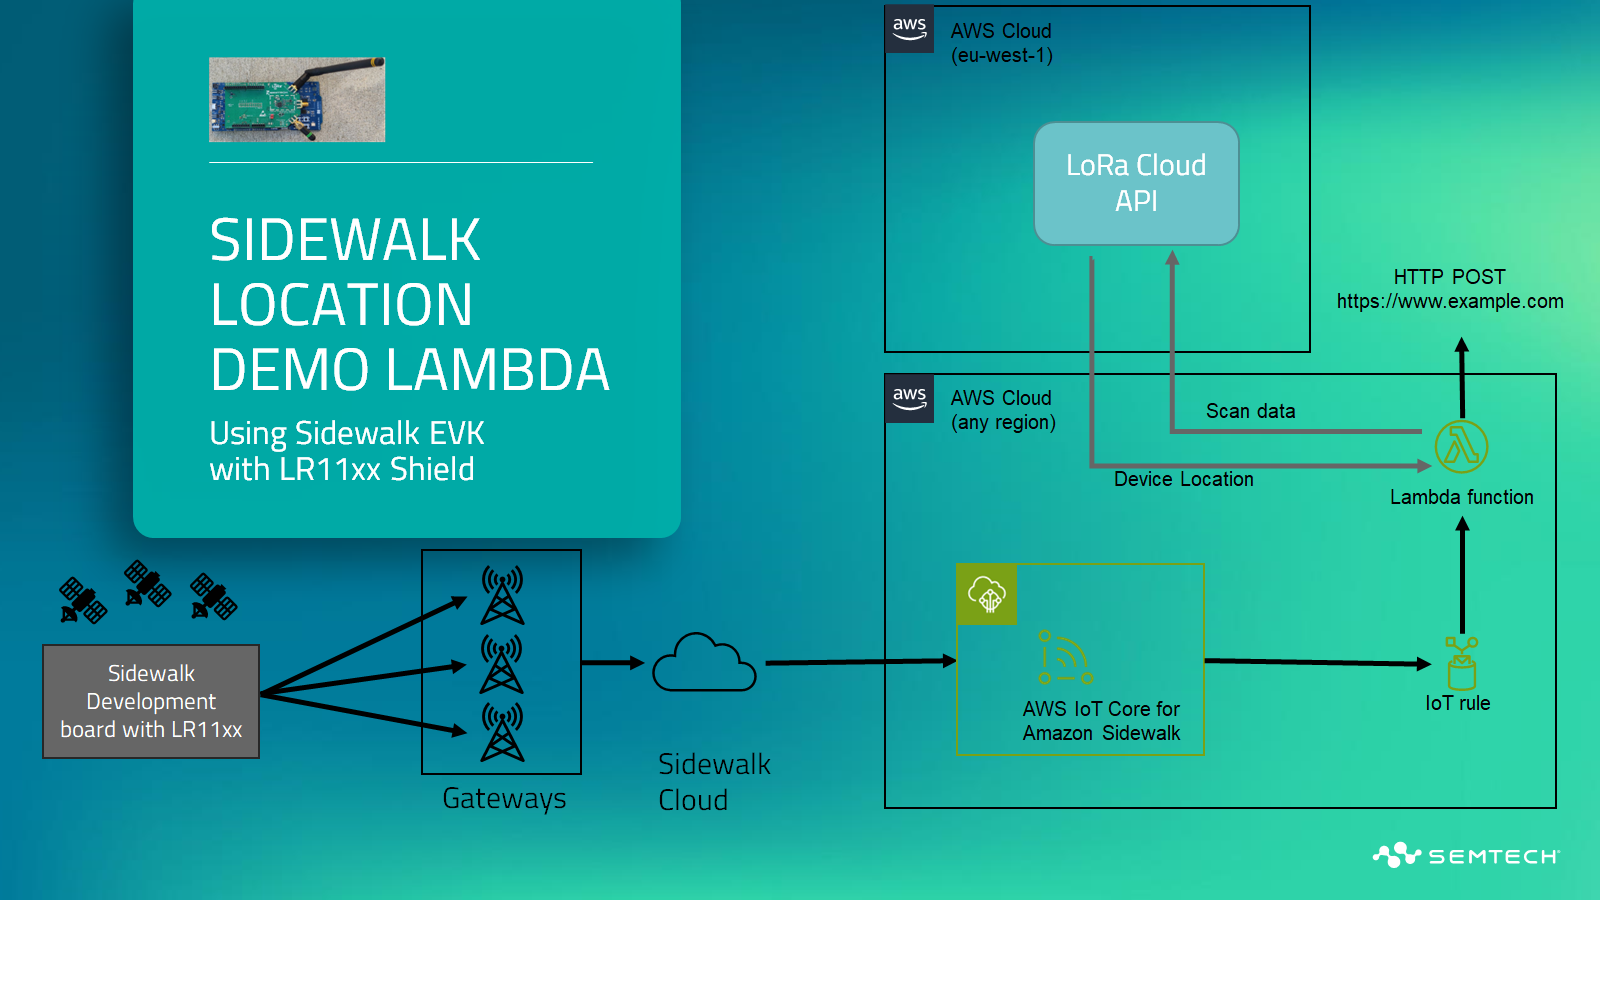 SIDEWALK
LOCATION
DEMO LAMBDA
Using Sidewalk EVK
with LR11xx Shield
aws
AWS Cloud
(eu-west-1)
LoRa Cloud
API
HTTP POST
https://www.example.com
aws
AWS Cloud
(any region)
Scan data
Device Location
Lambda function
Sidewalk
Development
board with LR11xx
Gateways
Sidewalk
Cloud
AWS IoT Core for
Amazon Sidewalk
IoT rule
SEMTECH